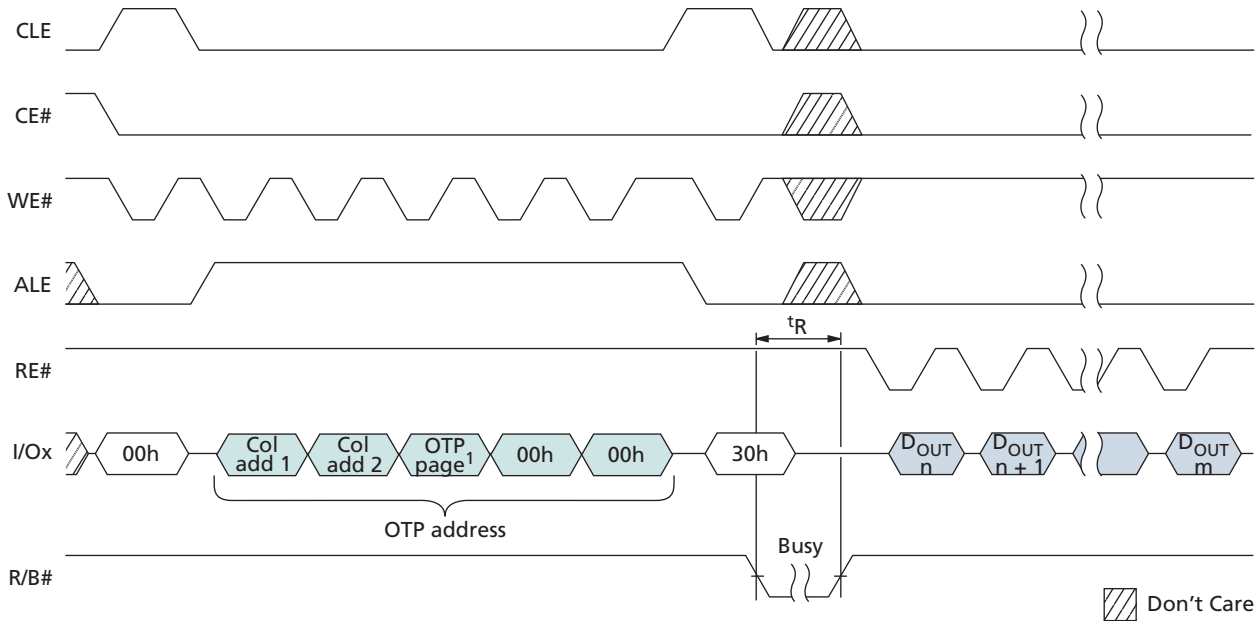 CLE
CE#
WE#
ALE
tR
RE#
I/Ox
00h
Col
add 1
Col
add 2
OTP
page1
00h
00h
30h
DOUT
n
DOUT
n + 1
DOUT
m
OTP address
Busy
R/B#
Don't Care